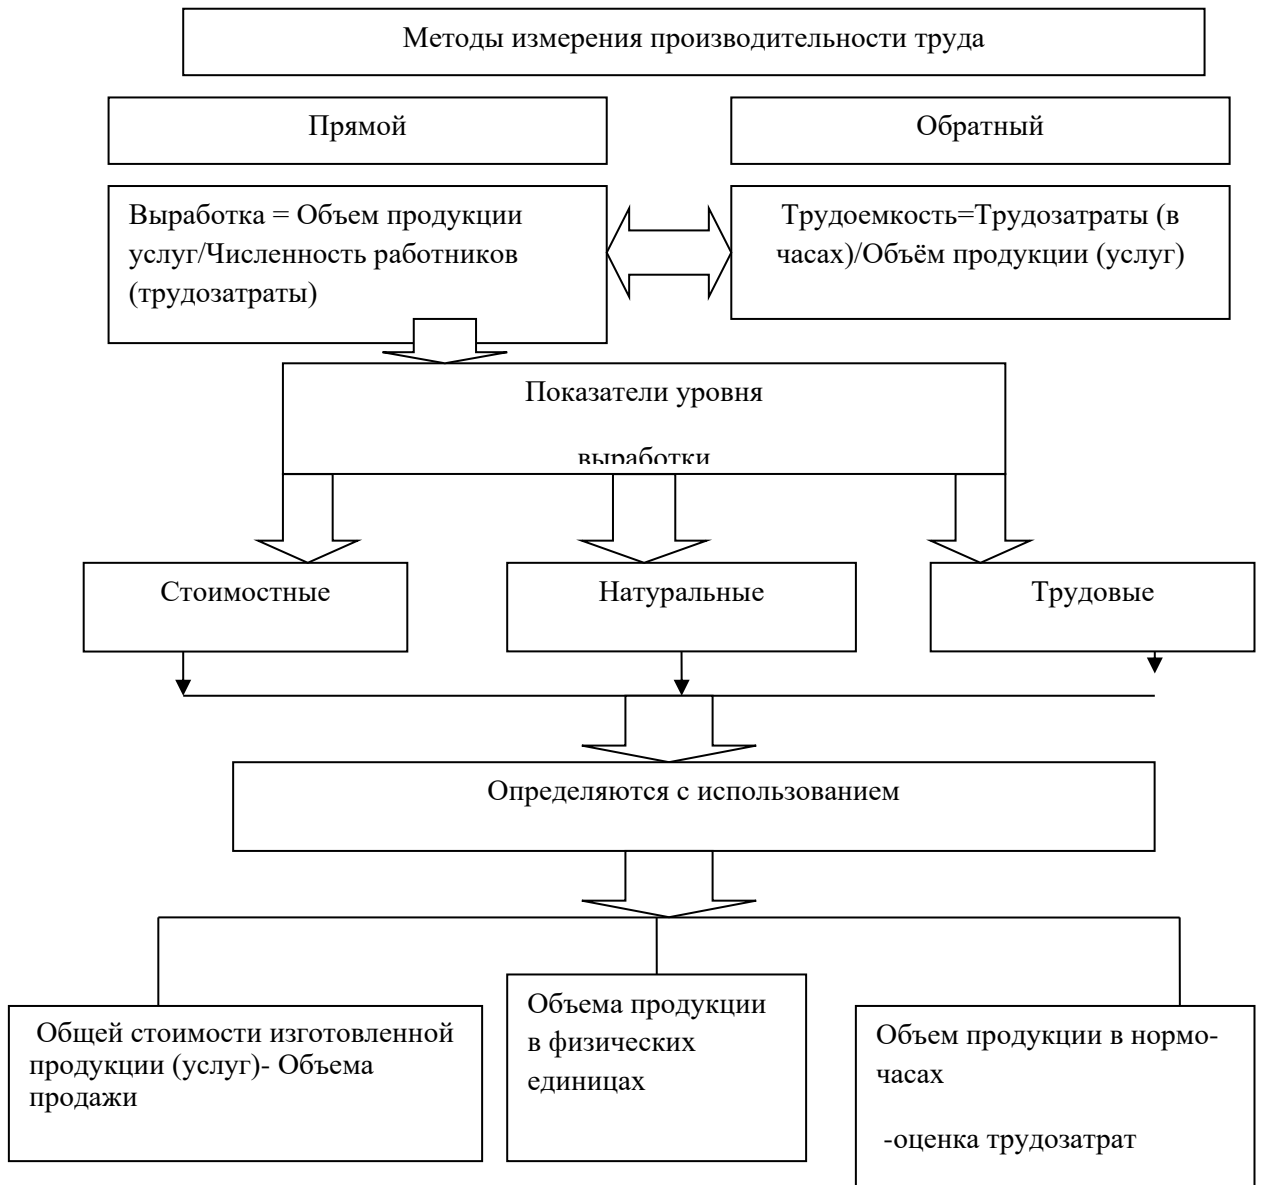 Методы измерения производительности труда
Прямой
Обратный
Выработка = Объем продукции
услуг/Численность работников
(трудозатраты)
Трудоемкость=Трудозатраты (в
часах)/Объём продукции (услуг)
Показатели уровня
выработки
Стоимостные
Натуральные
Трудовые
Определяются с использованием
Общей стоимости изготовленной
продукции (услуг)- Объема
продажи
Объема продукции
в физических
единицах
Объем продукции в нормо-
часах
-оценка трудозатрат